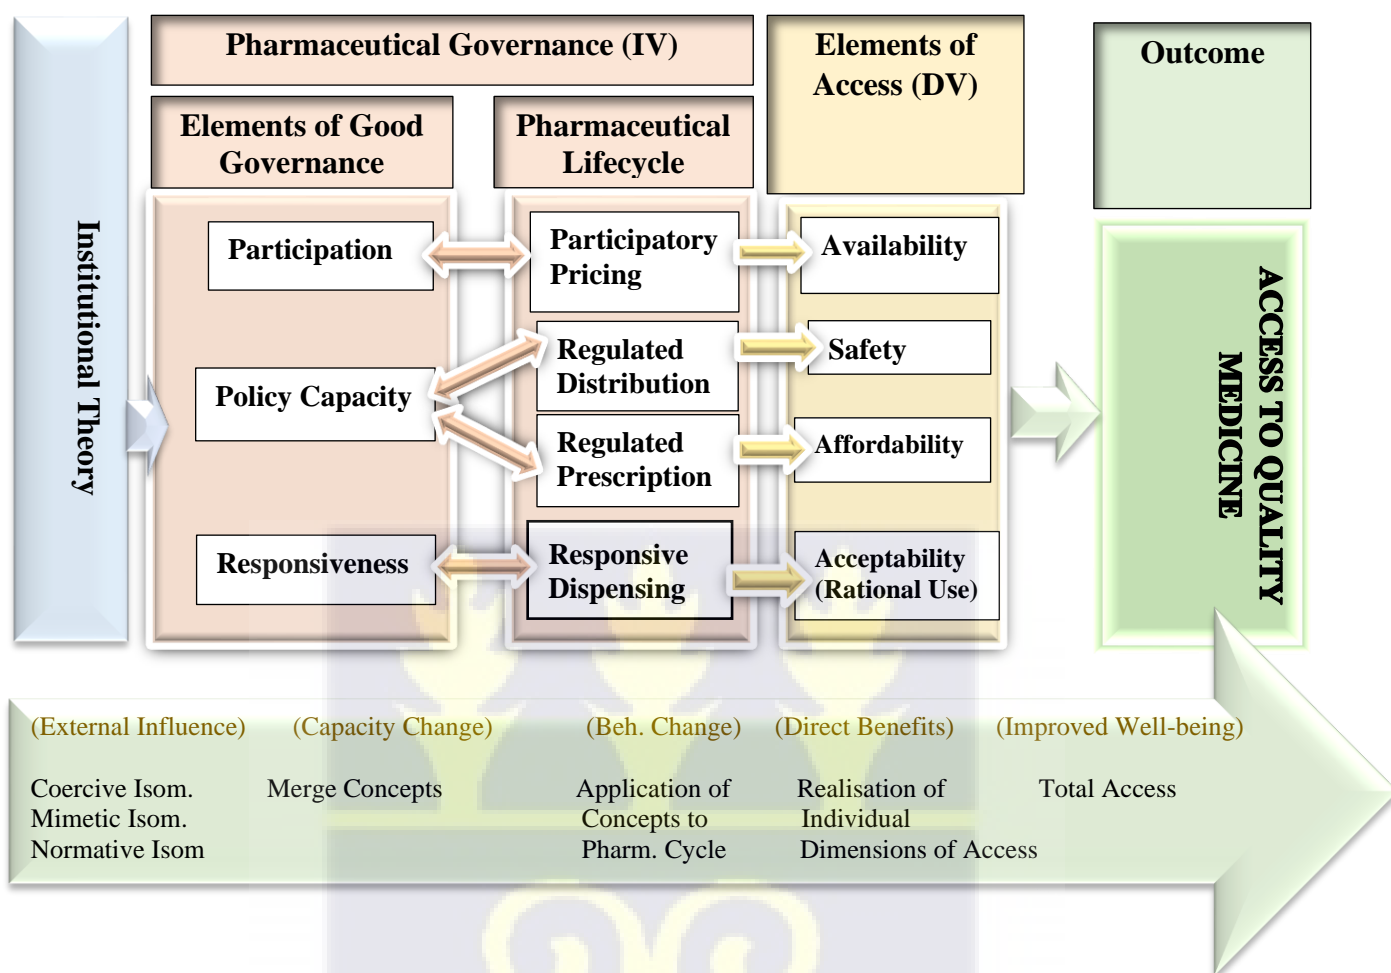 Pharmaceutical Governance (IV)
Elements of
Access (DV)
Outcome
Elements of Good
Governance
Pharmaceutical
Lifecycle
Institutional Theory
Participation
Participatory
Pricing
Availability
Regulated
Distribution
Safety
Policy Capacity
Regulated
Prescription
Affordability
Responsiveness
Responsive
Dispensing
Acceptability
(Rational Use)
ACCESS TO QUALITY
MEDICINE
(External Influence) (Capacity Change) (Beh. Change) (Direct Benefits) (Improved Well-being)
Coercive Isom. Merge Concepts Application of Realisation of Total Access
Mimetic Isom. Concepts to Individual
Normative Isom Pharm. Cycle Dimensions of Access